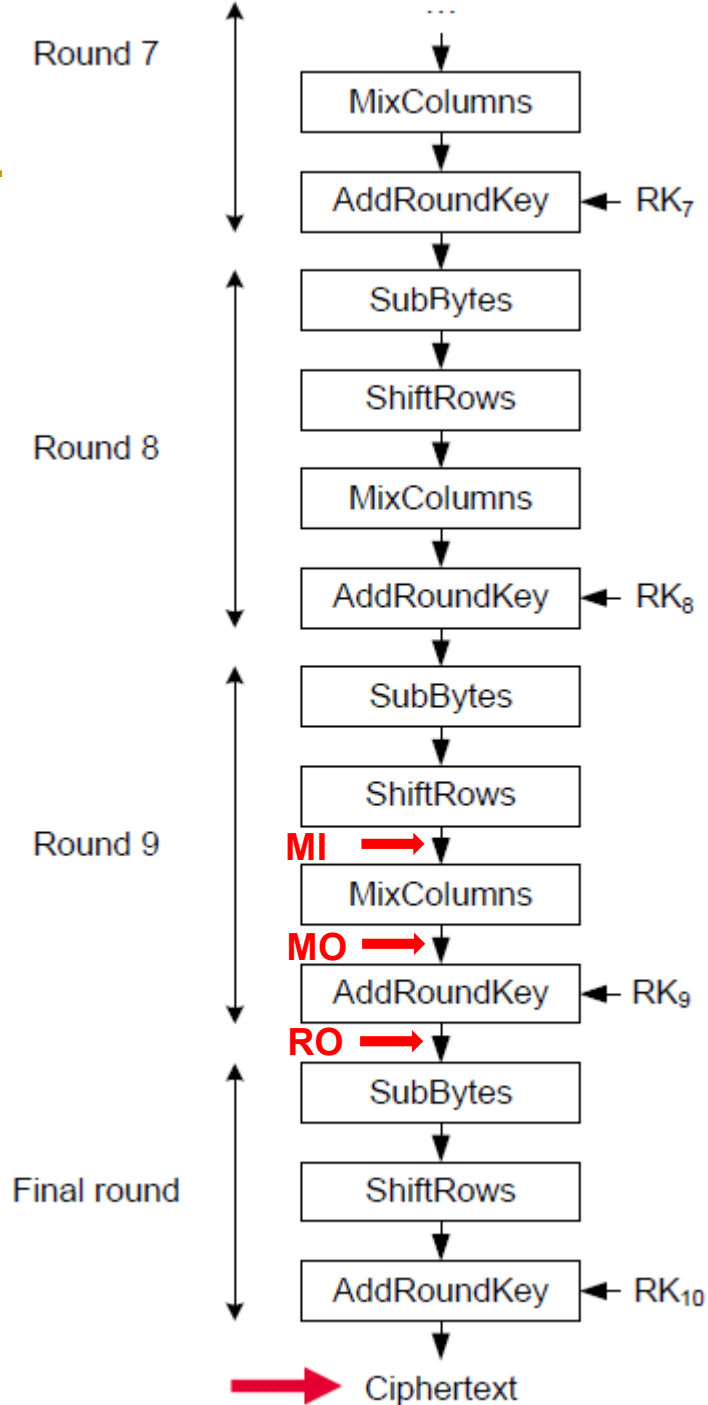 ...
Round 7
MixColumns
AddRoundKey RK₇
SubBytes
ShiftRows
Round 8
MixColumns
AddRoundKey RK₈
SubBytes
ShiftRows
Round 9
MI
MixColumns
MO
AddRoundKey RK₉
RO
SubBytes
Final round
ShiftRows
AddRoundKey RK₁₀
Ciphertext